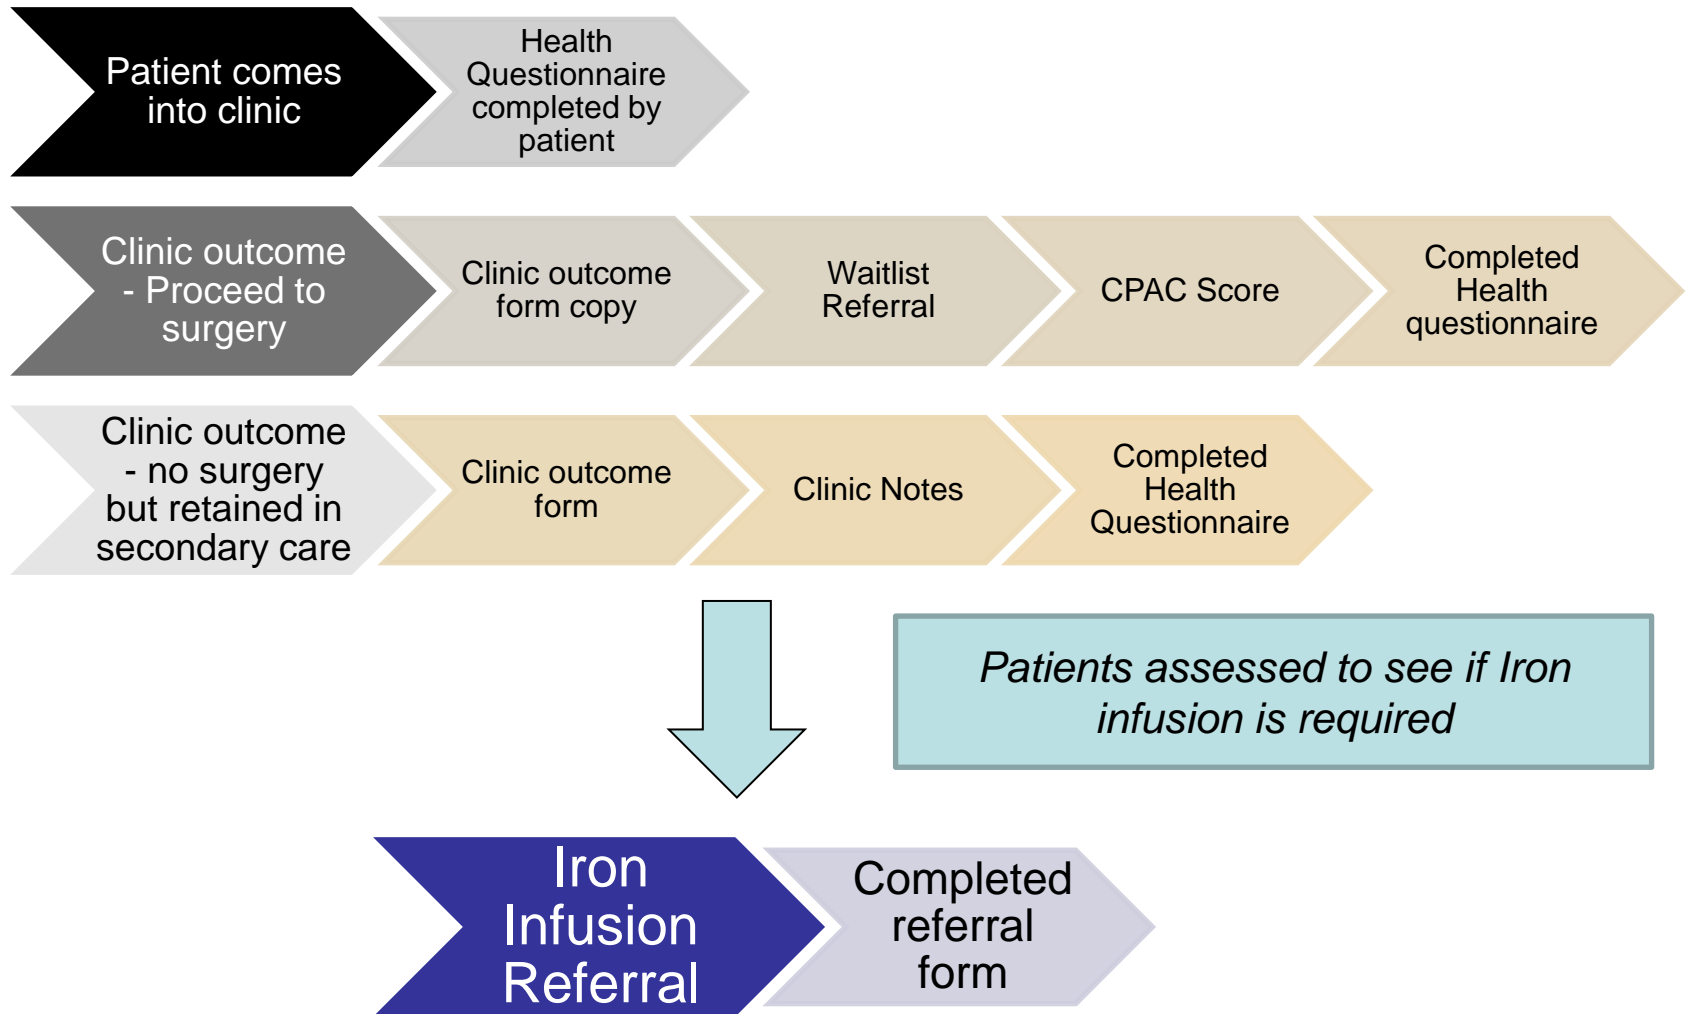 Patient comes
into clinic
Health
Questionnaire
completed by
patient
Clinic outcome
- Proceed to
surgery
Clinic outcome
form copy
Waitlist
Referral
CPAC Score
Completed
Health
questionnaire
Clinic outcome
- no surgery
but retained in
secondary care
Clinic outcome
form
Clinic Notes
Completed
Health
Questionnaire
Patients assessed to see if Iron
infusion is required
Iron
Infusion
Referral
Completed
referral
form